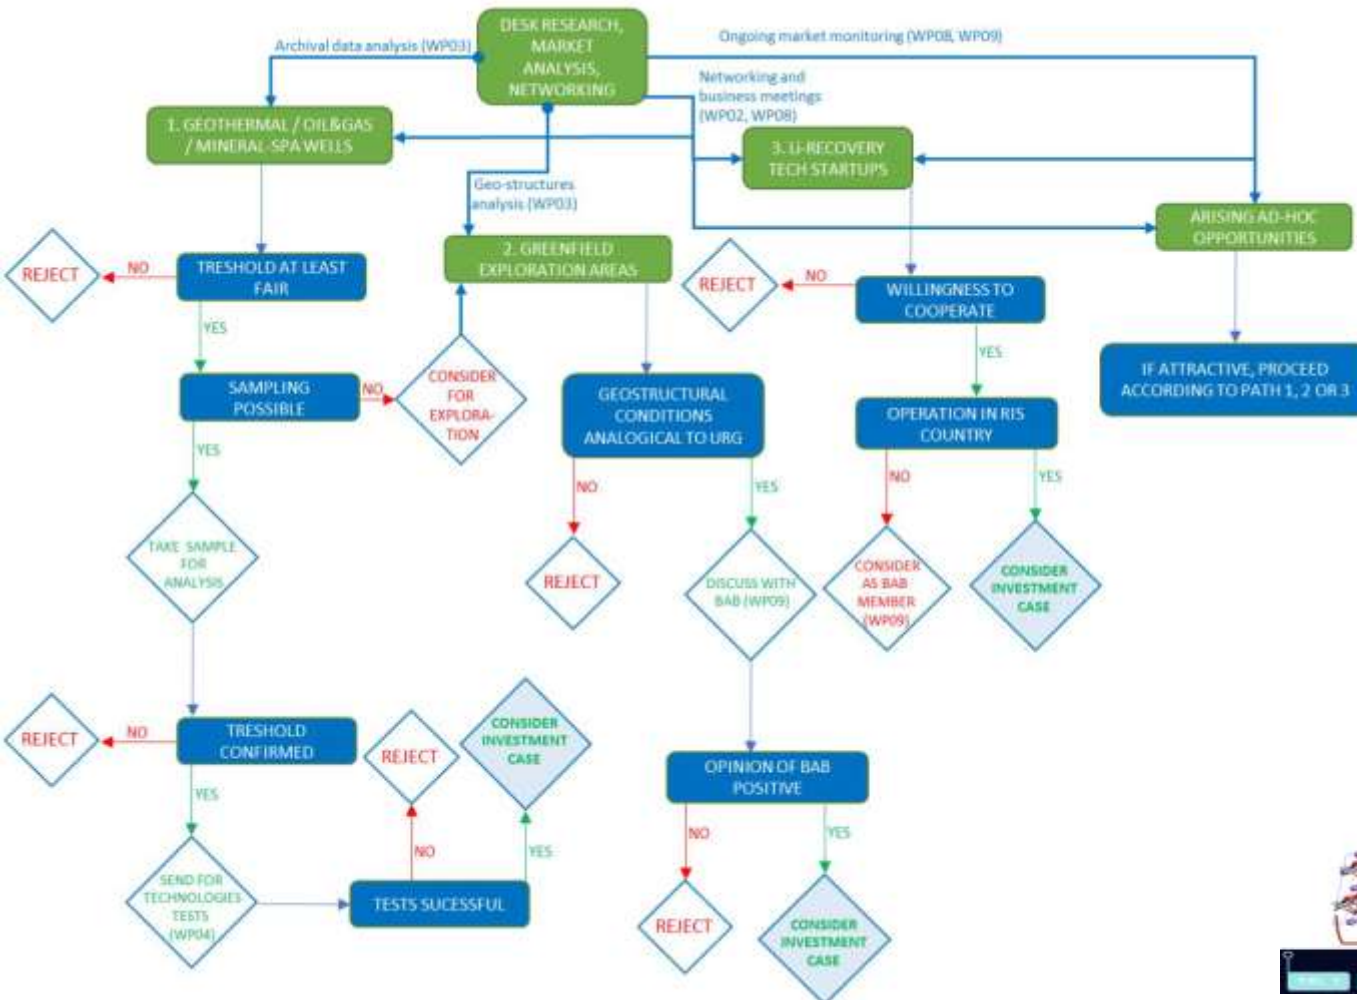 DESK RESEARCH,
MARKET
ANALYSIS,
NETWORKING
Archival data analysis (WP03)
Ongoing market monitoring (WP08, WP09)
Networking and
business meetings
(WP02, WP08)
1. GEOTHERMAL / OIL&GAS
/ MINERAL-SPA WELLS
3. Li-RECOVERY
TECH STARTUPS
Geo-structures
analysis (WP03)
ARISING AD-HOC
OPPORTUNITIES
2. GREENFIELD
EXPLORATION AREAS
REJECT
NO
TRESHOLD AT LEAST
FAIR
REJECT
NO
WILLINGNESS TO
COOPERATE
YES
YES
IF ATTRACTIVE, PROCEED
ACCORDING TO PATH 1, 2 OR 3
SAMPLING
POSSIBLE
NO
CONSIDER
FOR
EXPLORA-
TION
GEOSTRUCTURAL
CONDITIONS
ANALOGICAL TO URG
OPERATION IN RIS
COUNTRY
YES
NO
YES
NO
YES
TAKE SAMPLE
FOR
ANALYSIS
REJECT
DISCUSS WITH
BAB (WP09)
CONSIDER
AS BAB
MEMBER
(WP09)
CONSIDER
INVESTMENT
CASE
REJECT
NO
TRESHOLD
CONFIRMED
REJECT
CONSIDER
INVESTMENT
CASE
OPINION OF BAB
POSITIVE
YES
NO
YES
NO
YES
SEND FOR
TECHNOLOGIES
TESTS
(WP04)
TESTS SUCESSFUL
REJECT
CONSIDER
INVESTMENT
CASE